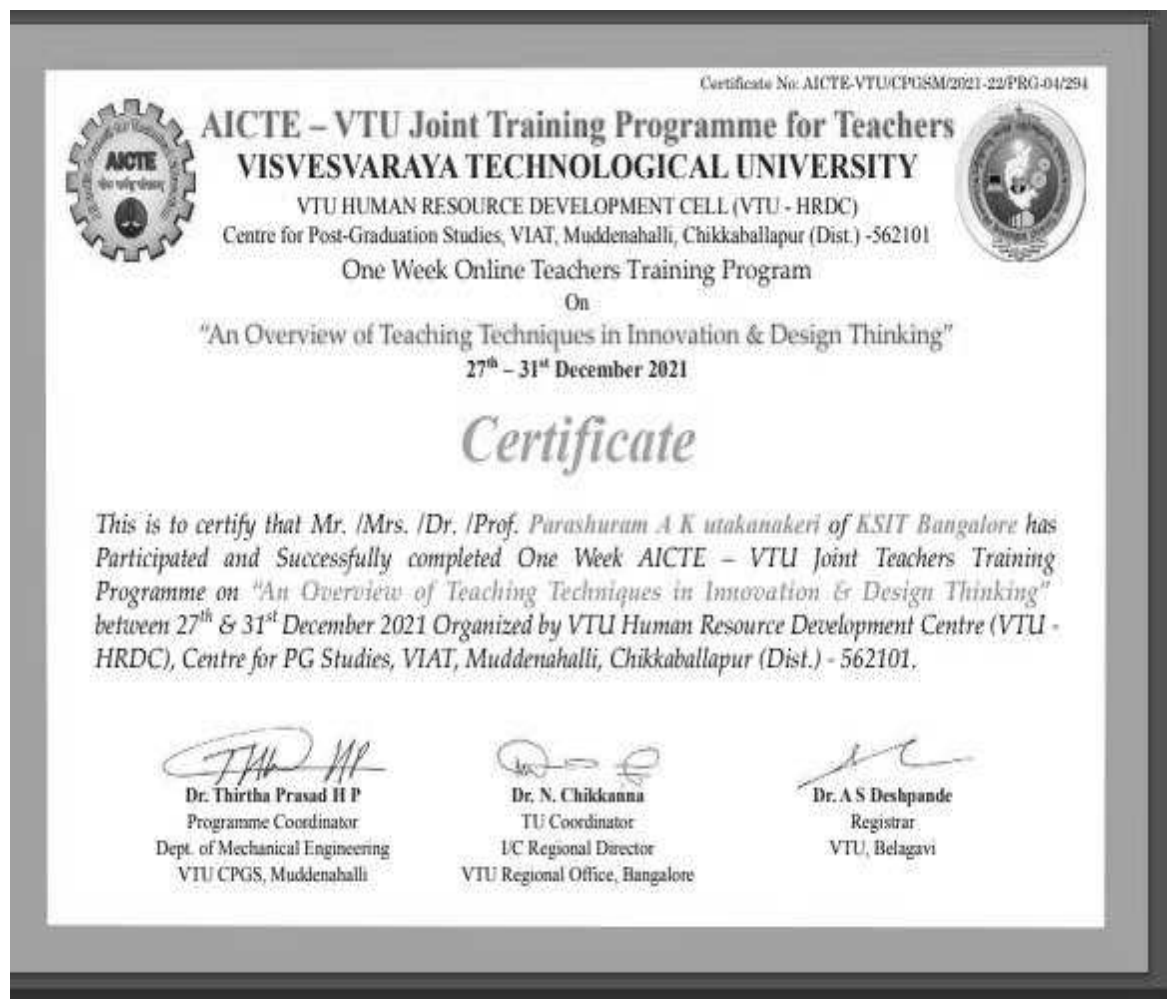 Certificate No: AICTE-VTU/CPGSM/2021-22/PRG-04/294
AICTE – VTU Joint Training Programme for Teachers
AICTE
VISVESVARAYA TECHNOLOGICAL UNIVERSITY
VTU HUMAN RESOURCE DEVELOPMENT CELL (VTU - HRDC)
Centre for Post-Graduation Studies, VIAT, Muddenahalli, Chikkaballapur (Dist.) -562101
One Week Online Teachers Training Program
On
“An Overview of Teaching Techniques in Innovation & Design Thinking”
27th – 31st December 2021
Certificate
This is to certify that Mr. /Mrs. /Dr. /Prof. Parashuram A K utakanakeri of KSIT Bangalore has
Participated and Successfully completed One Week AICTE – VTU Joint Teachers Training
Programme on “An Overview of Teaching Techniques in Innovation & Design Thinking”
between 27th & 31st December 2021 Organized by VTU Human Resource Development Centre (VTU -
HRDC), Centre for PG Studies, VIAT, Muddenahalli, Chikkaballapur (Dist.) - 562101.
Dr. Thirtha Prasad H P
Programme Coordinator
Dept. of Mechanical Engineering
VTU CPGS, Muddenahalli
Dr. N. Chikkanna
TU Coordinator
I/C Regional Director
VTU Regional Office, Bangalore
Dr. A S Deshpande
Registrar
VTU, Belagavi